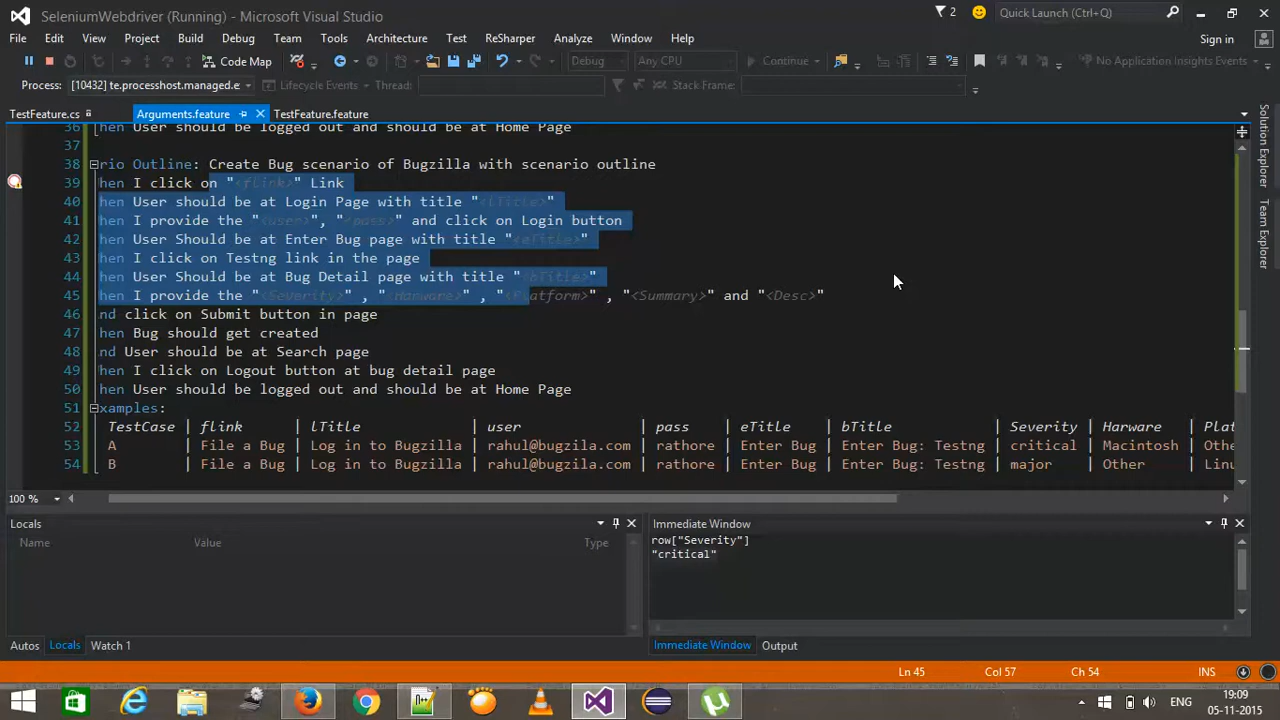 SeleniumWebdriver (Running) - Microsoft Visual Studio
2
Quick Launch (Ctrl+Q)
File Edit View Project Build Debug Team Tools Architecture Test ReSharper Analyze Window Help
Sign in
Code Map
Debug
Any CPU
Continue
No Application Insights Events
Process: [10432] te.processhost.managed.e
Lifecycle Events
Thread:
Stack Frame:
TestFeature.cs
Arguments.feature
TestFeature.feature
Solution Explorer
Team Explorer
36 hen User should be logged out and should be at Home Page
37
38 rio Outline: Create Bug scenario of Bugzilla with scenario outline
39 hen I click on "<flink>" Link
40 hen User should be at Login Page with title "<lTitle>"
41 hen I provide the "<user>", "<pass>" and click on Login button
42 hen User Should be at Enter Bug page with title "<eTitle>"
43 hen I click on Testng link in the page
44 hen User Should be at Bug Detail page with title "<bTitle>"
45 hen I provide the "<Severity>" , "<Harware>" , "<Platform>" , "<Summary>" and "<Desc>"
46 nd click on Submit button in page
47 hen Bug should get created
48 nd User should be at Search page
49 hen I click on Logout button at bug detail page
50 hen User should be logged out and should be at Home Page
51 xamples:
52 TestCase | flink | lTitle | user | pass | eTitle | bTitle | Severity | Harware | Plat
53 A | File a Bug | Log in to Bugzilla | rahul@bugzila.com | rathore | Enter Bug | Enter Bug: Testng | critical | Macintosh | Othe
54 B | File a Bug | Log in to Bugzilla | rahul@bugzila.com | rathore | Enter Bug | Enter Bug: Testng | major | Other | Linu
100 %
Locals
Name Value Type
Immediate Window
row["Severity"]
"critical"
Autos Locals Watch 1
Immediate Window Output
Ln 45 Col 57 Ch 54 INS
ENG
19:09
05-11-2015